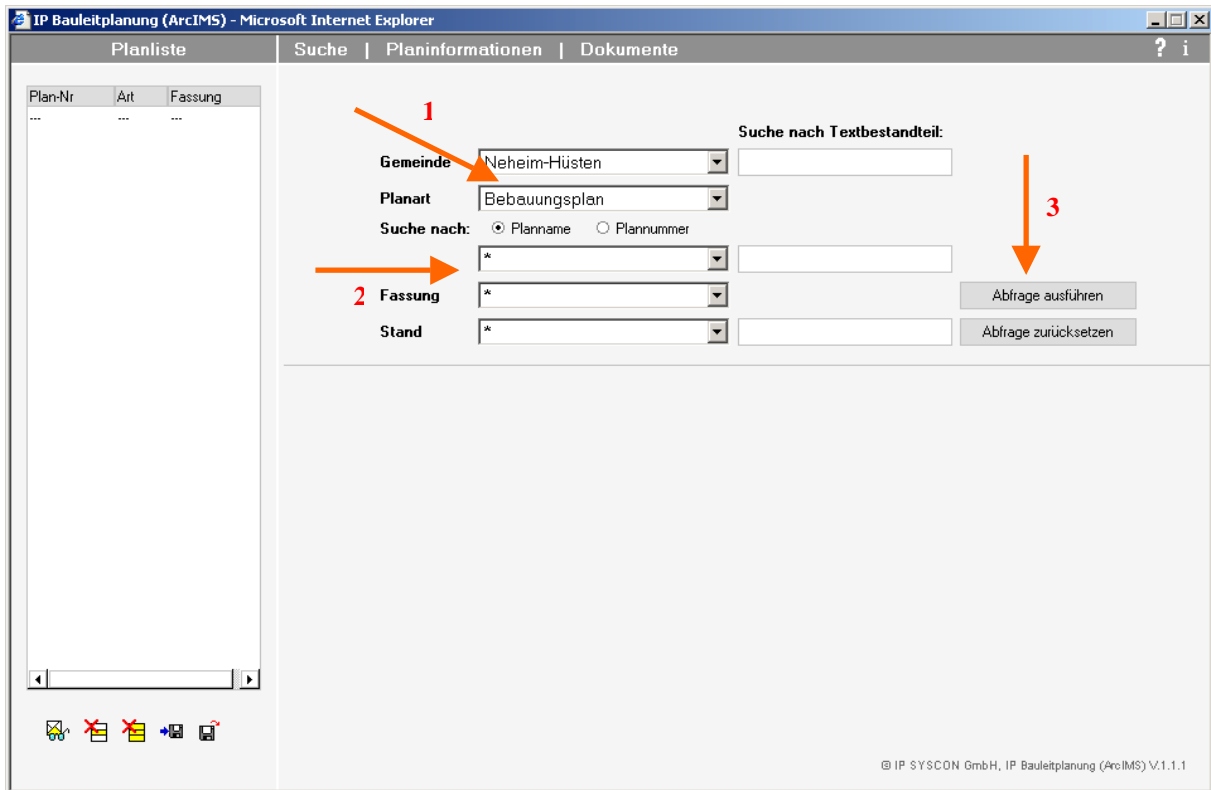 IP Bauleitplanung (ArcIMS) - Microsoft Internet Explorer
Planliste
Suche | Planinformationen | Dokumente
? i
Plan-Nr Art Fassung
--- --- ---
1
Suche nach Textbestandteil:
Gemeinde Neheim-Hüsten
Planart Bebauungsplan
3
Suche nach: Planname Plannummer
*
2 Fassung * Abfrage ausführen
Stand * Abfrage zurücksetzen
@ IP SYSCON GmbH, IP Bauleitplanung (ArcIMS) V.1.1.1